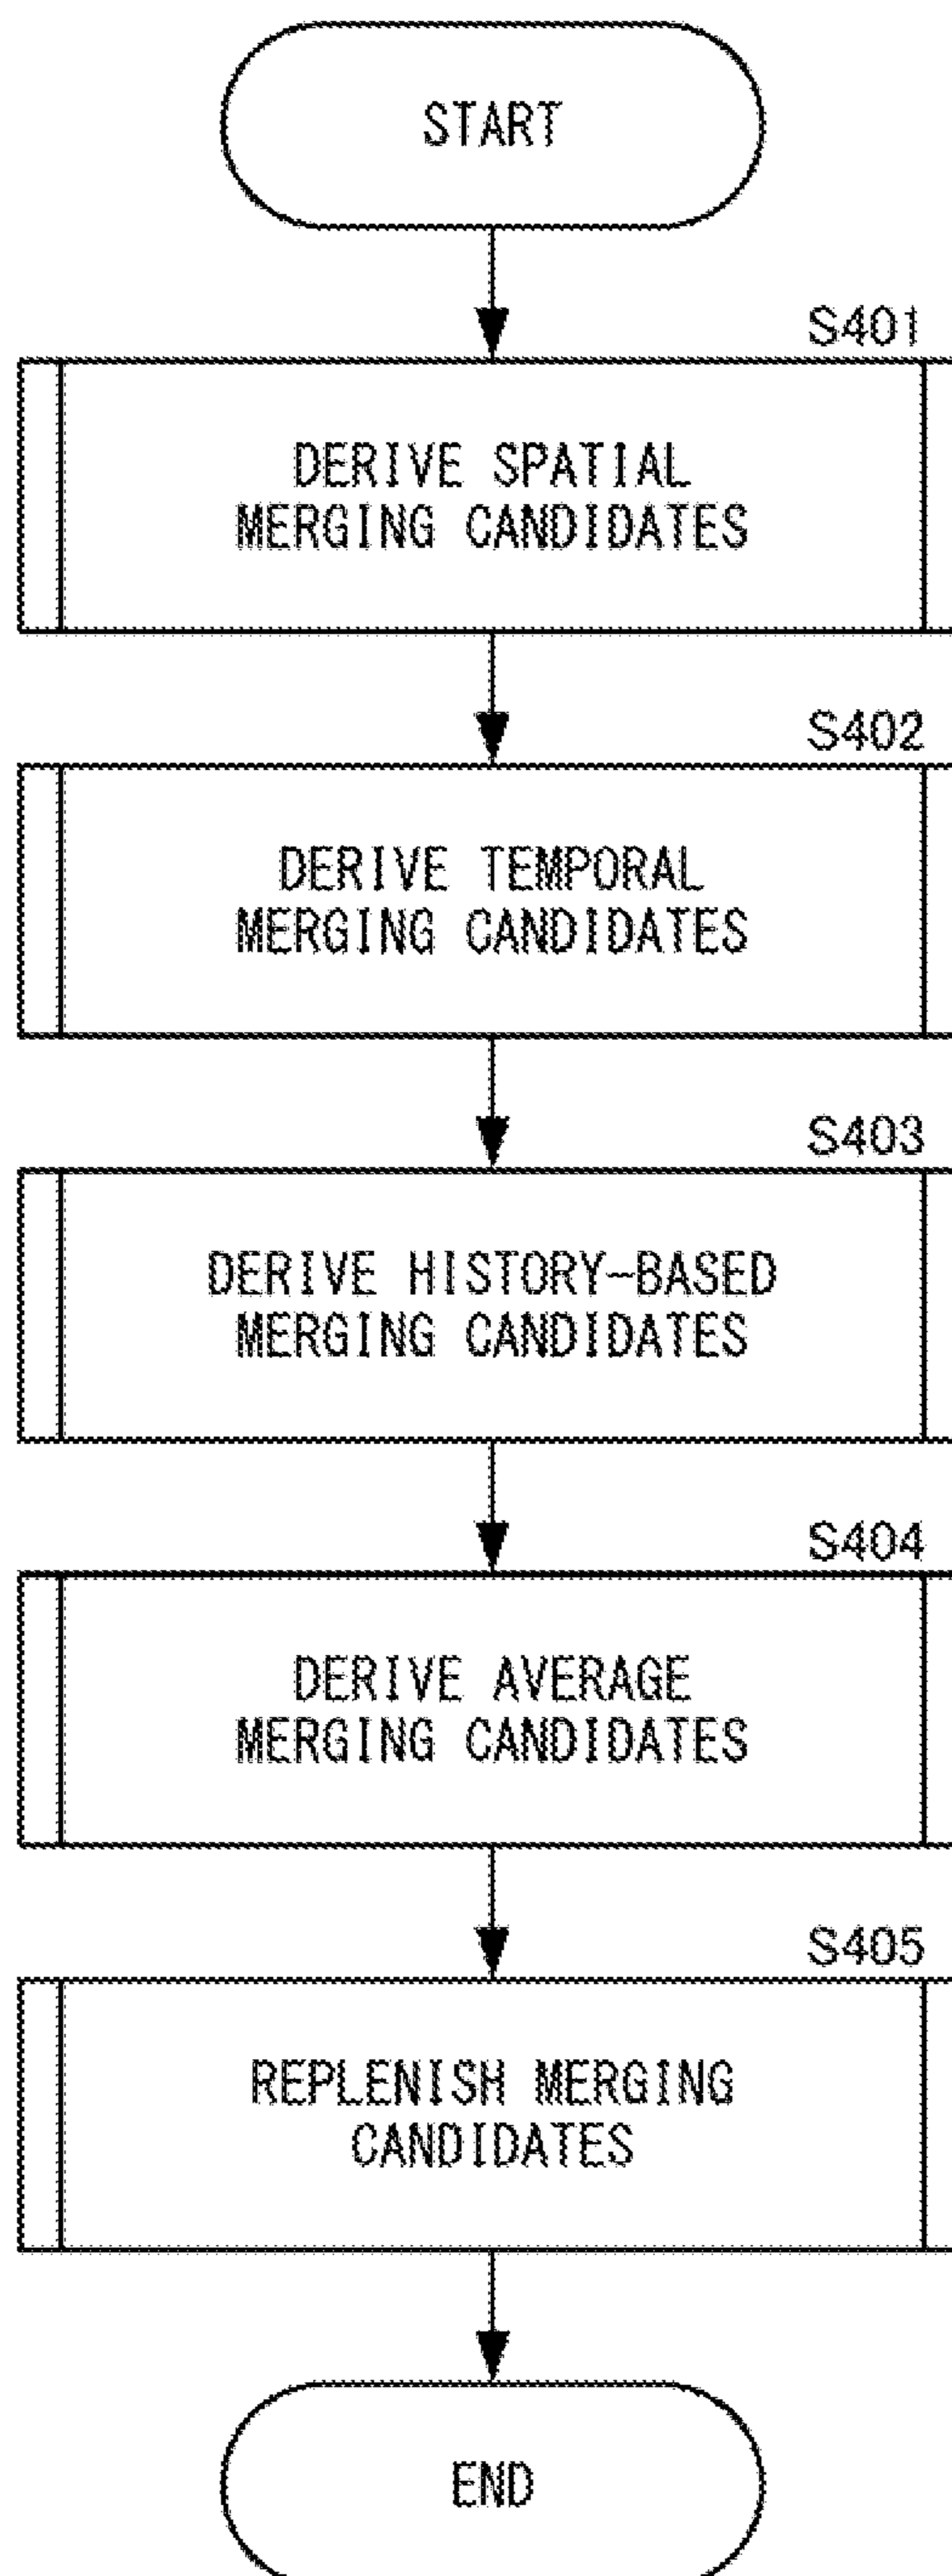 START
S401
DERIVE SPATIAL
MERGING CANDIDATES
S402
DERIVE TEMPORAL
MERGING CANDIDATES
S403
DERIVE HISTORY-BASED
MERGING CANDIDATES
S404
DERIVE AVERAGE
MERGING CANDIDATES
S405
REPLENISH MERGING
CANDIDATES
END